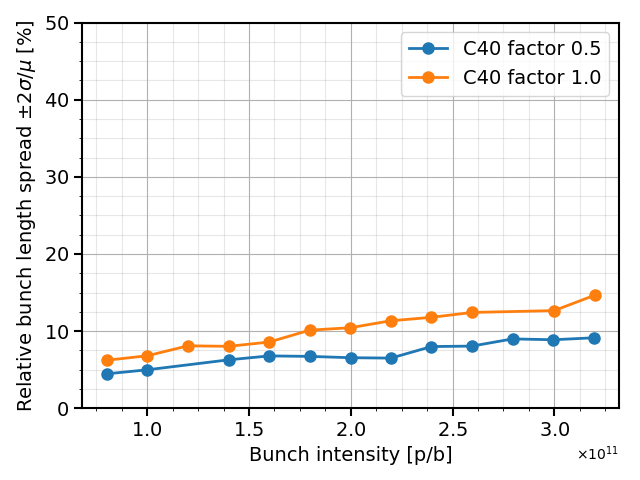 Relative bunch length spread ±2σ/μ [%]
50
40
30
20
10
0
C40 factor 0.5
C40 factor 1.0
1.0 1.5 2.0 2.5 3.0
Bunch intensity [p/b]
×10¹¹